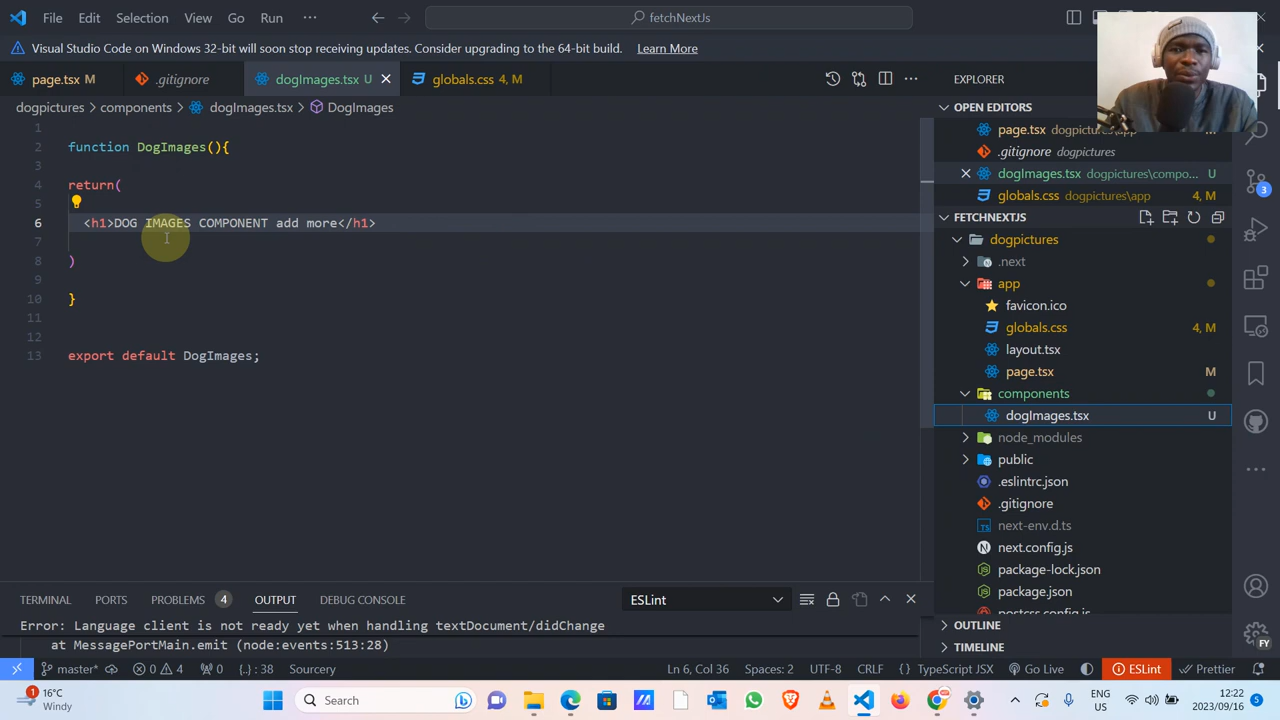 File Edit Selection View Go Run ··· fetchNextJs
Visual Studio Code on Windows 32-bit will soon stop receiving updates. Consider upgrading to the 64-bit build. Learn More
page.tsx M .gitignore dogImages.tsx U globals.css 4, M
dogpictures > components > dogImages.tsx > DogImages
1
2 function DogImages(){
3
4 return(
5
6 <h1>DOG IMAGES COMPONENT add more</h1>
7
8 )
9
10 }
11
12
13 export default DogImages;
EXPLORER
OPEN EDITORS
page.tsx dogpictures\app
.gitignore dogpictures
dogImages.tsx dogpictures\compo... U
globals.css dogpictures\app 4, M
FETCHNEXTJS
dogpictures
.next
app
favicon.ico
globals.css 4, M
layout.tsx
page.tsx M
components
dogImages.tsx U
node_modules
public
.eslintrc.json
.gitignore
next-env.d.ts
next.config.js
package-lock.json
package.json
postcss.config.js
OUTLINE
TIMELINE
TERMINAL PORTS PROBLEMS 4 OUTPUT DEBUG CONSOLE ESLint
Error: Language client is not ready yet when handling textDocument/didChange
at MessagePortMain.emit (node:events:513:28)
master* 0 4 0 {..} : 38 Sourcery Ln 6, Col 36 Spaces: 2 UTF-8 CRLF {} TypeScript JSX Go Live ESLint Prettier
1 16°C Windy Search ENG US 12:22 2023/09/16 5
3
FY